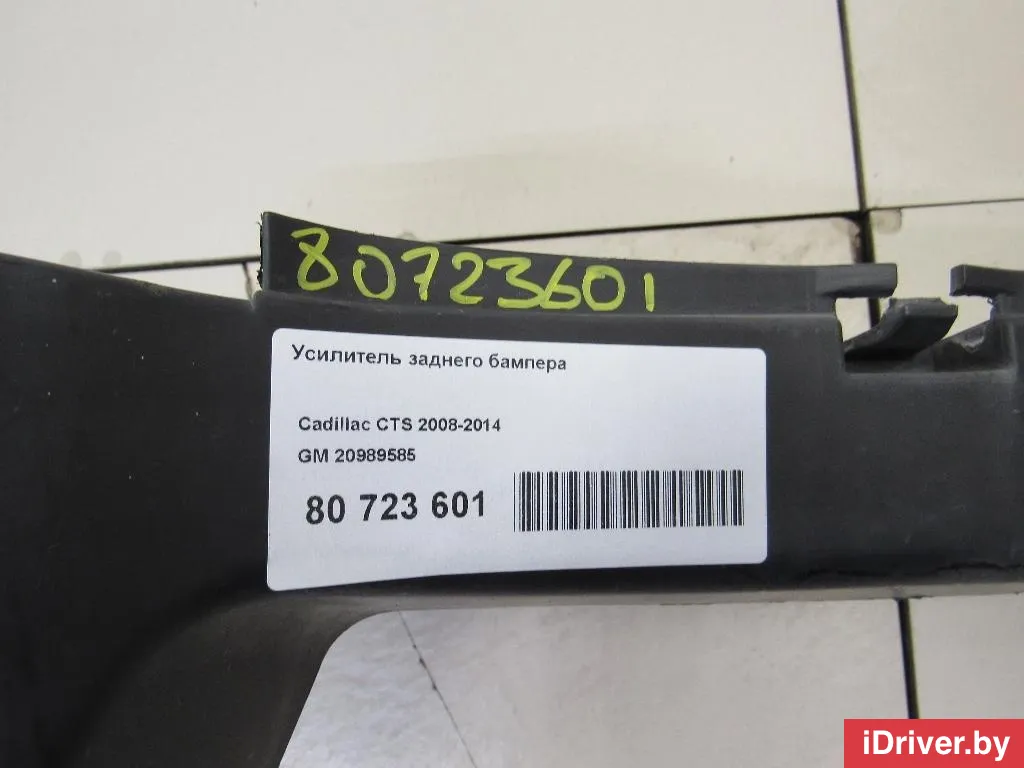 80723601
Усилитель заднего бампера
Cadillac CTS 2008-2014
GM 20989585
80 723 601
iDriver.by